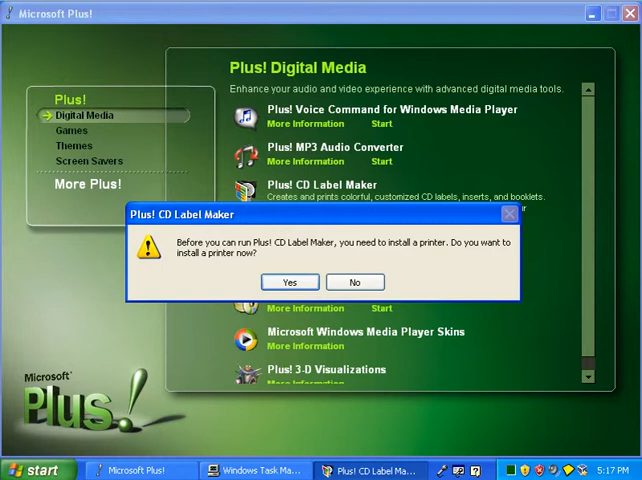 Microsoft Plus!
Plus! Digital Media
Enhance your audio and video experience with advanced digital media tools.
Plus!
Digital Media
Games
Themes
Screen Savers
More Plus!
Plus! Voice Command for Windows Media Player
More Information Start
Plus! MP3 Audio Converter
More Information Start
Plus! CD Label Maker
Creates and prints colorful, customized CD labels, inserts, and booklets.
Plus! CD Label Maker
Before you can run Plus! CD Label Maker, you need to install a printer. Do you want to
install a printer now?
Yes No
More Information Start
Microsoft Windows Media Player Skins
More Information
Plus! 3-D Visualizations
More Information
Microsoft
Plus!
start Microsoft Plus! Windows Task Ma... Plus! CD Label Ma... 5:17 PM